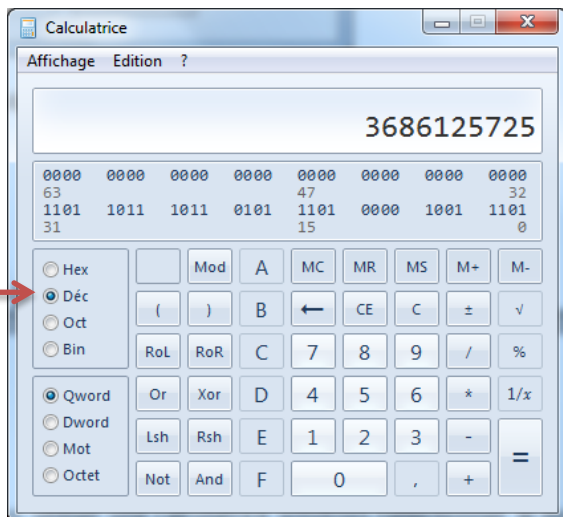 Calculatrice
Affichage Edition ?
3686125725
0000 0000 0000 0000 0000 0000 0000 0000
63 47 32
1101 1011 1011 0101 1101 0000 1001 1101
31 15 0
Hex Mod A MC MR MS M+ M-
Déc ( ) B ← CE C ± √
Oct
Bin RoL RoR C 7 8 9 / %
Qword Or Xor D 4 5 6 * 1/x
Dword
Mot Lsh Rsh E 1 2 3 - =
Octet Not And F 0 , +